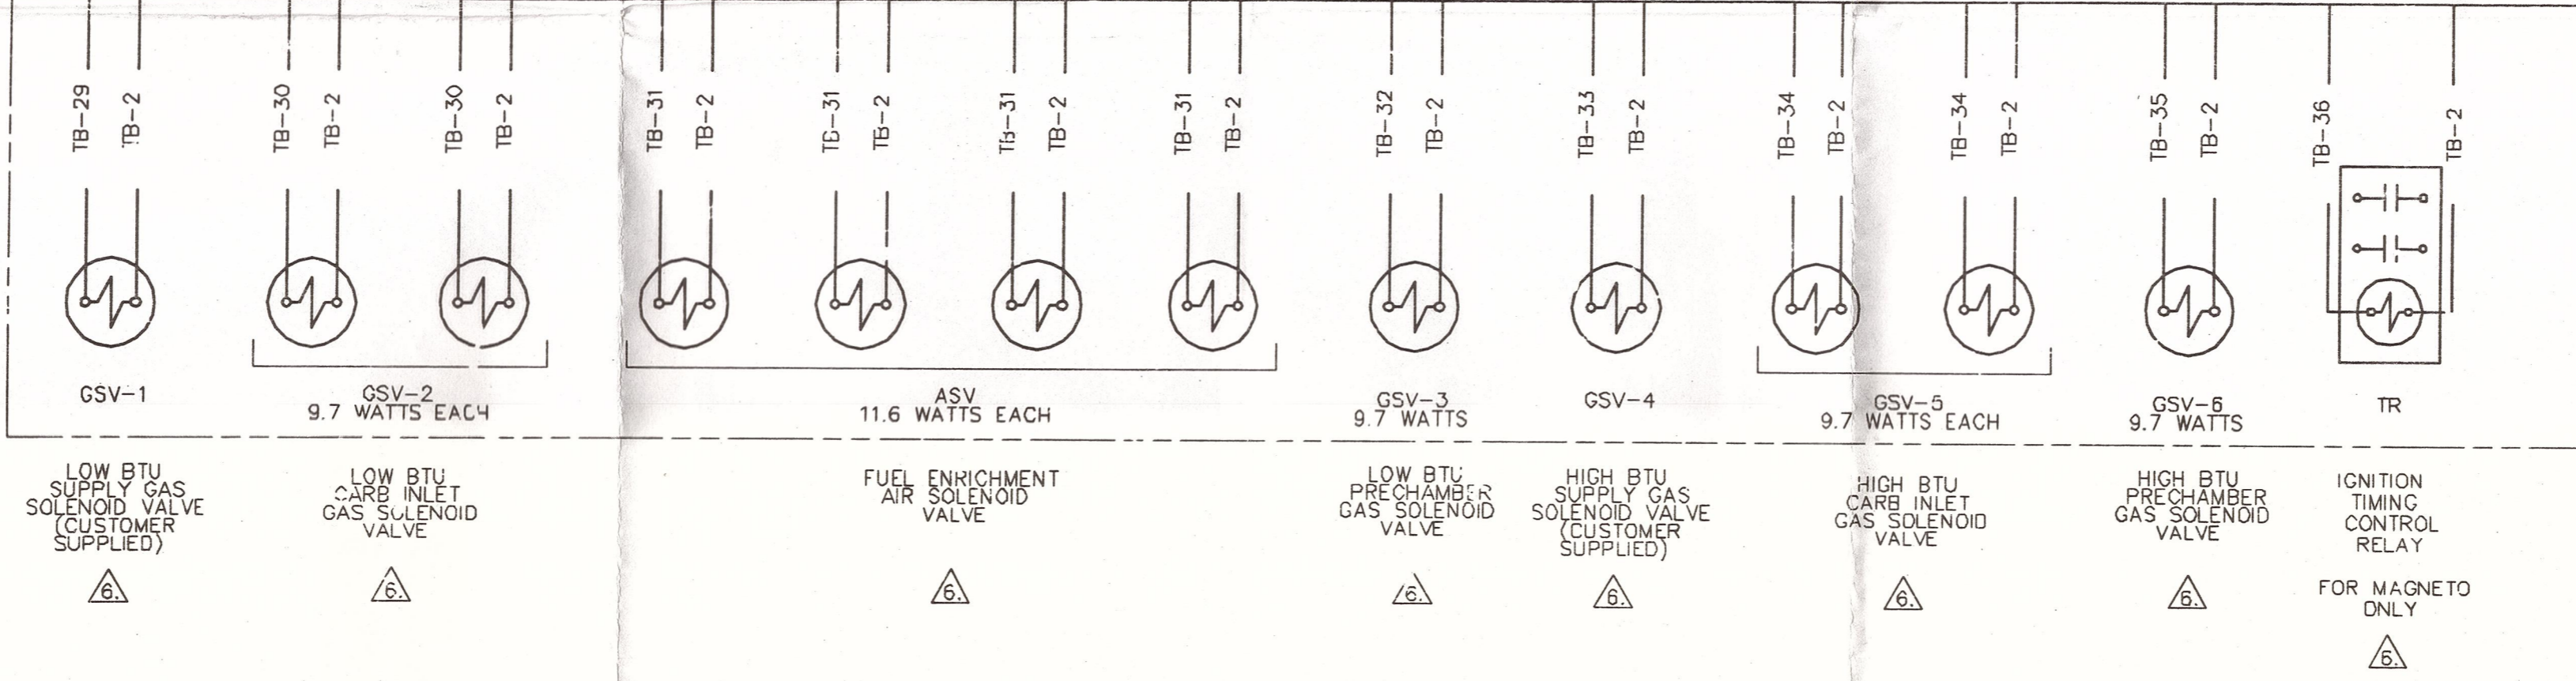 TB-29
TB-2
TB-30
TB-2
TB-30
TB-2
TB-31
TB-2
TB-31
TB-2
TB-31
TB-2
TB-31
TB-2
TB-32
TB-2
TB-33
TB-2
TB-34
TB-2
TB-34
TB-2
TB-35
TB-2
TB-36
TB-2
GSV-1
GSV-2
9.7 WATTS EACH
ASV
11.6 WATTS EACH
GSV-3
9.7 WATTS
GSV-4
GSV-5
9.7 WATTS EACH
GSV-6
9.7 WATTS
TR
LOW BTU
SUPPLY GAS
SOLENOID VALVE
(CUSTOMER
SUPPLIED)
6.
LOW BTU
CARB INLET
GAS SOLENOID
VALVE
6.
FUEL ENRICHMENT
AIR SOLENOID
VALVE
6.
LOW BTU
PRECHAMBER
GAS SOLENOID
VALVE
6.
HIGH BTU
SUPPLY GAS
SOLENOID VALVE
(CUSTOMER
SUPPLIED)
6.
HIGH BTU
CARB INLET
GAS SOLENOID
VALVE
6.
HIGH BTU
PRECHAMBER
GAS SOLENOID
VALVE
6.
IGNITION
TIMING
CONTROL
RELAY
FOR MAGNETO
ONLY
6.